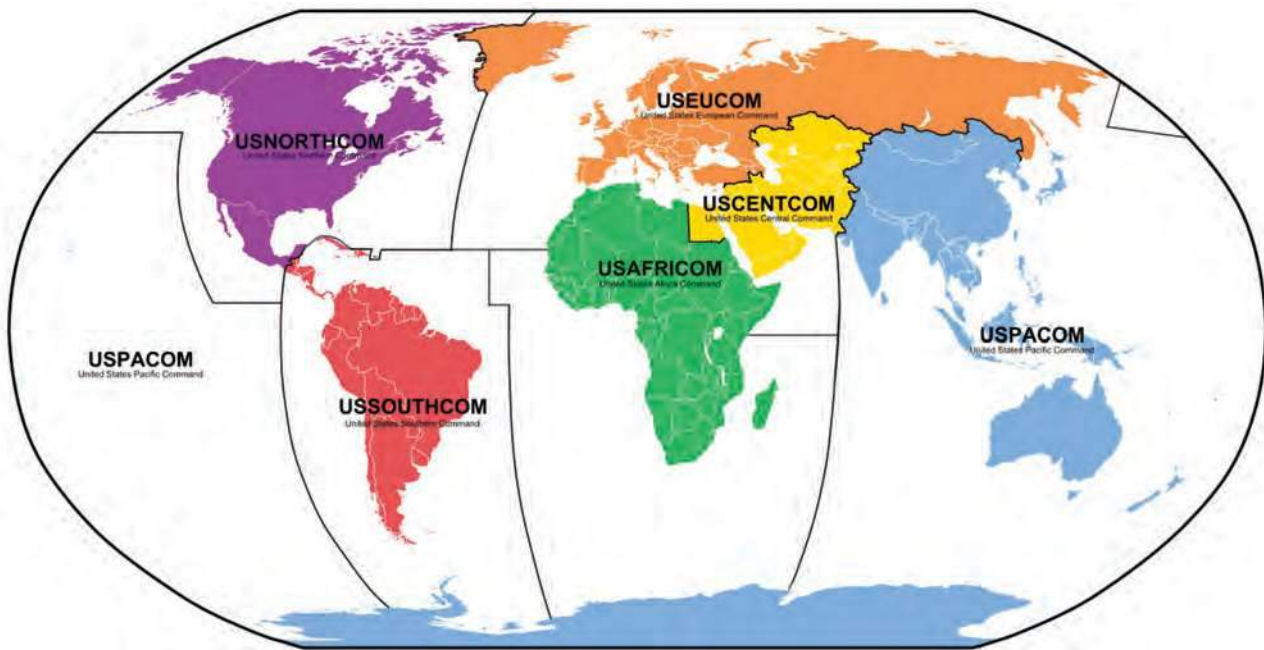 USEUCOM
United States European Command
USNORTHCOM
United States Northern Command
USCENTCOM
United States Central Command
USAFRICOM
United States Africa Command
USPACOM
United States Pacific Command
USPACOM
United States Pacific Command
USSOUTHCOM
United States Southern Command